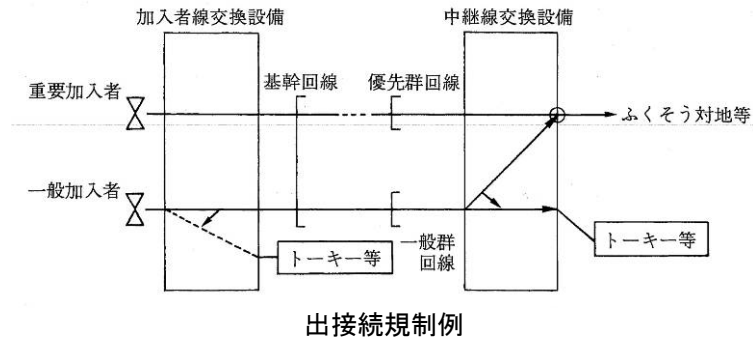 加入者線交換設備
中継線交換設備
基幹回線
優先群回線
重要加入者
ふくそう対地等
一般加入者
一般群
回線
トーキー等
トーキー等
出接続規制例